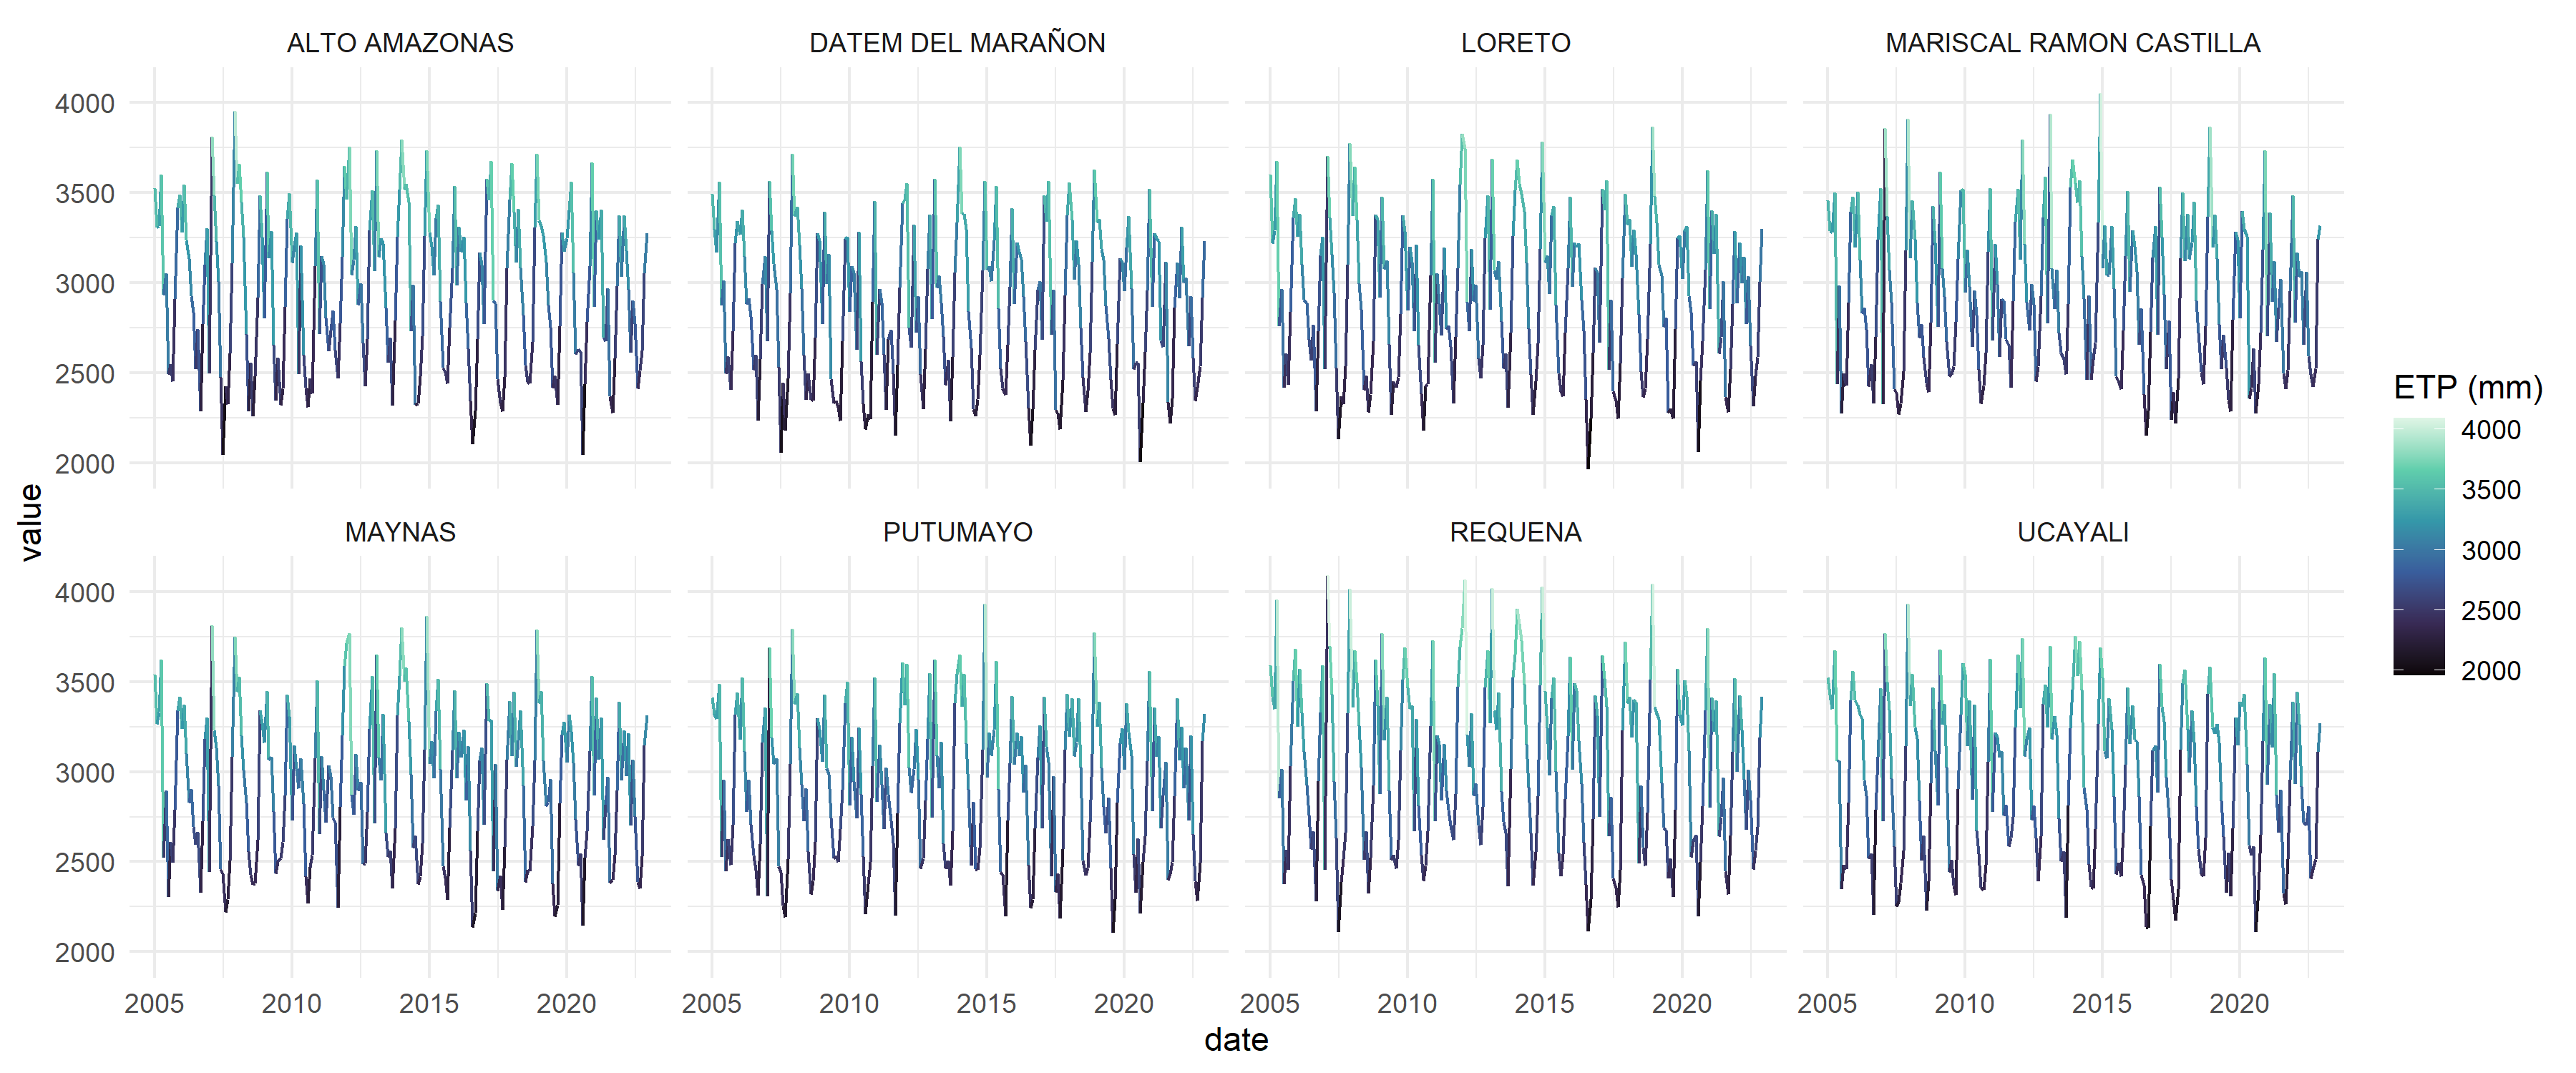 ALTO AMAZONAS
DATEM DEL MARAÑON
LORETO
MARISCAL RAMON CASTILLA
4000
3500
3000
2500
2000
value
MAYNAS
PUTUMAYO
REQUENA
UCAYALI
4000
3500
3000
2500
2000
2005 2010 2015 2020
2005 2010 2015 2020
2005 2010 2015 2020
2005 2010 2015 2020
date
ETP (mm)
4000
3500
3000
2500
2000